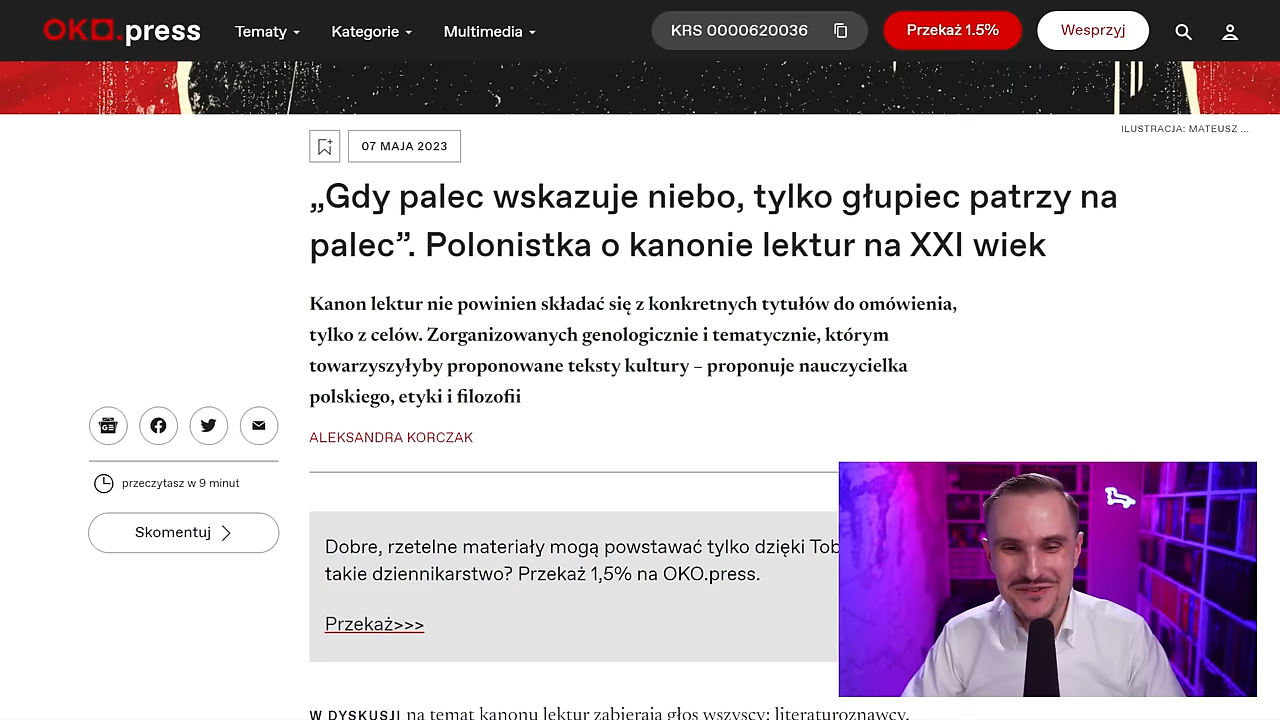 OKO.press
Tematy
Kategorie
Multimedia
KRS 0000620036
Przekaż 1.5%
Wesprzyj
ILUSTRACJA: MATEUSZ ...
07 MAJA 2023
„Gdy palec wskazuje niebo, tylko głupiec patrzy na
palec”. Polonistka o kanonie lektur na XXI wiek
Kanon lektur nie powinien składać się z konkretnych tytułów do omówienia,
tylko z celów. Zorganizowanych genologicznie i tematycznie, którym
towarzyszyłyby proponowane teksty kultury – proponuje nauczycielka
polskiego, etyki i filozofii
ALEKSANDRA KORCZAK
przeczytasz w 9 minut
Skomentuj
Dobre, rzetelne materiały mogą powstawać tylko dzięki Tob
takie dziennikarstwo? Przekaż 1,5% na OKO.press.
Przekaż>>>
W DYSKUSJI na temat kanonu lektur zabierają głos wszyscy: literaturoznawcy,